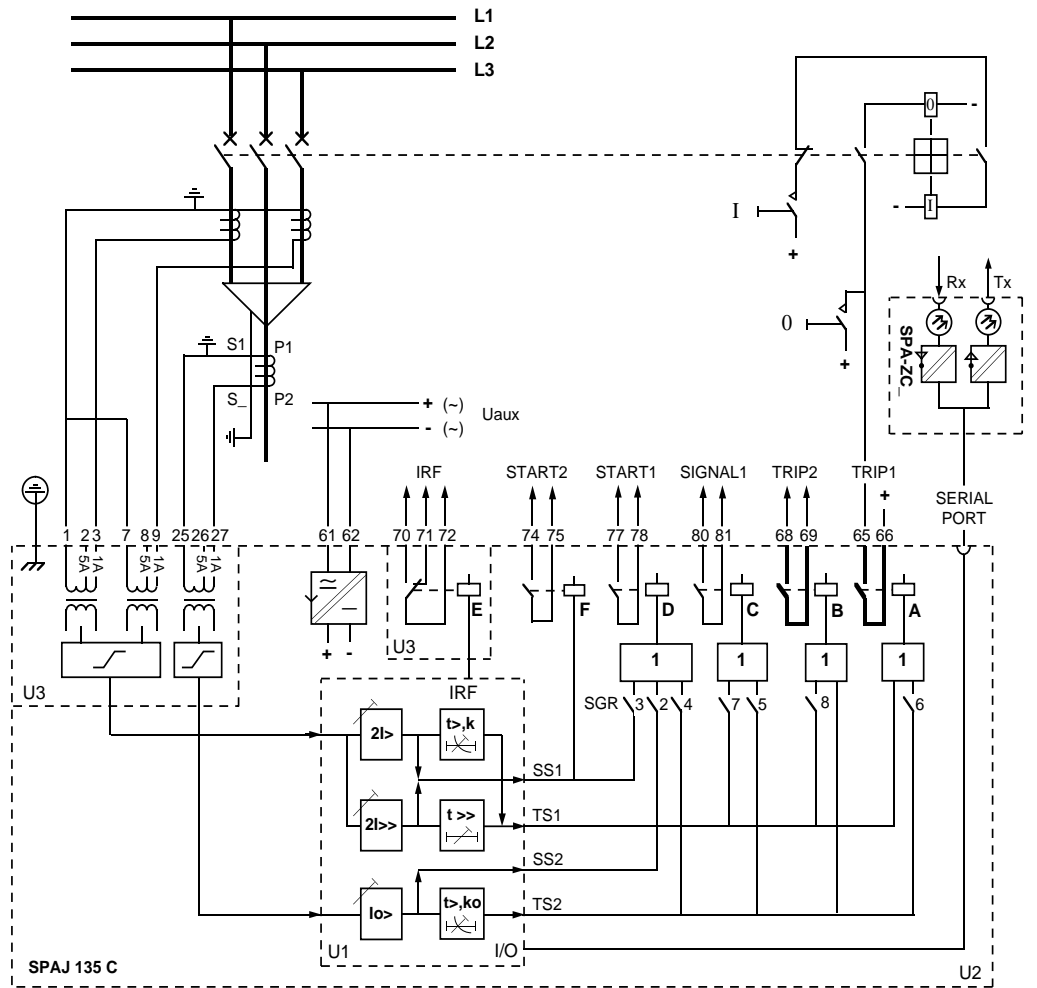 L1
L2
L3
0 -
I
- I
+
Rx Tx
0
+
SPA-ZC_
S1 P1
S_ P2
+ (~)
Uaux
- (~)
IRF START2 START1 SIGNAL1 TRIP2 TRIP1
+
SERIAL
PORT
1 2 3 7 8 9 25 26 27 61 62 70 71 72 74 75 77 78 80 81 68 69 65 66
5A 1A 5A 1A 5A 1A
E F D C B A
+ -
U3
1 1 1 1
U3
IRF
SGR 3 2 4 7 5 8 6
2I> t>,k
SS1
2I>> t >>
TS1
SS2
Io> t>,ko
TS2
U1 I/O
SPAJ 135 C
U2